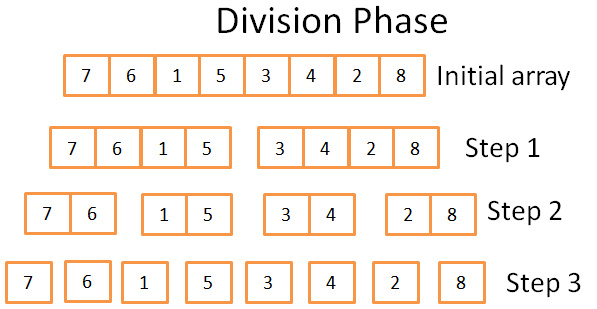 Division Phase
7 6 1 5 3 4 2 8 Initial array
7 6 1 5 3 4 2 8 Step 1
7 6 1 5 3 4 2 8 Step 2
7 6 1 5 3 4 2 8 Step 3